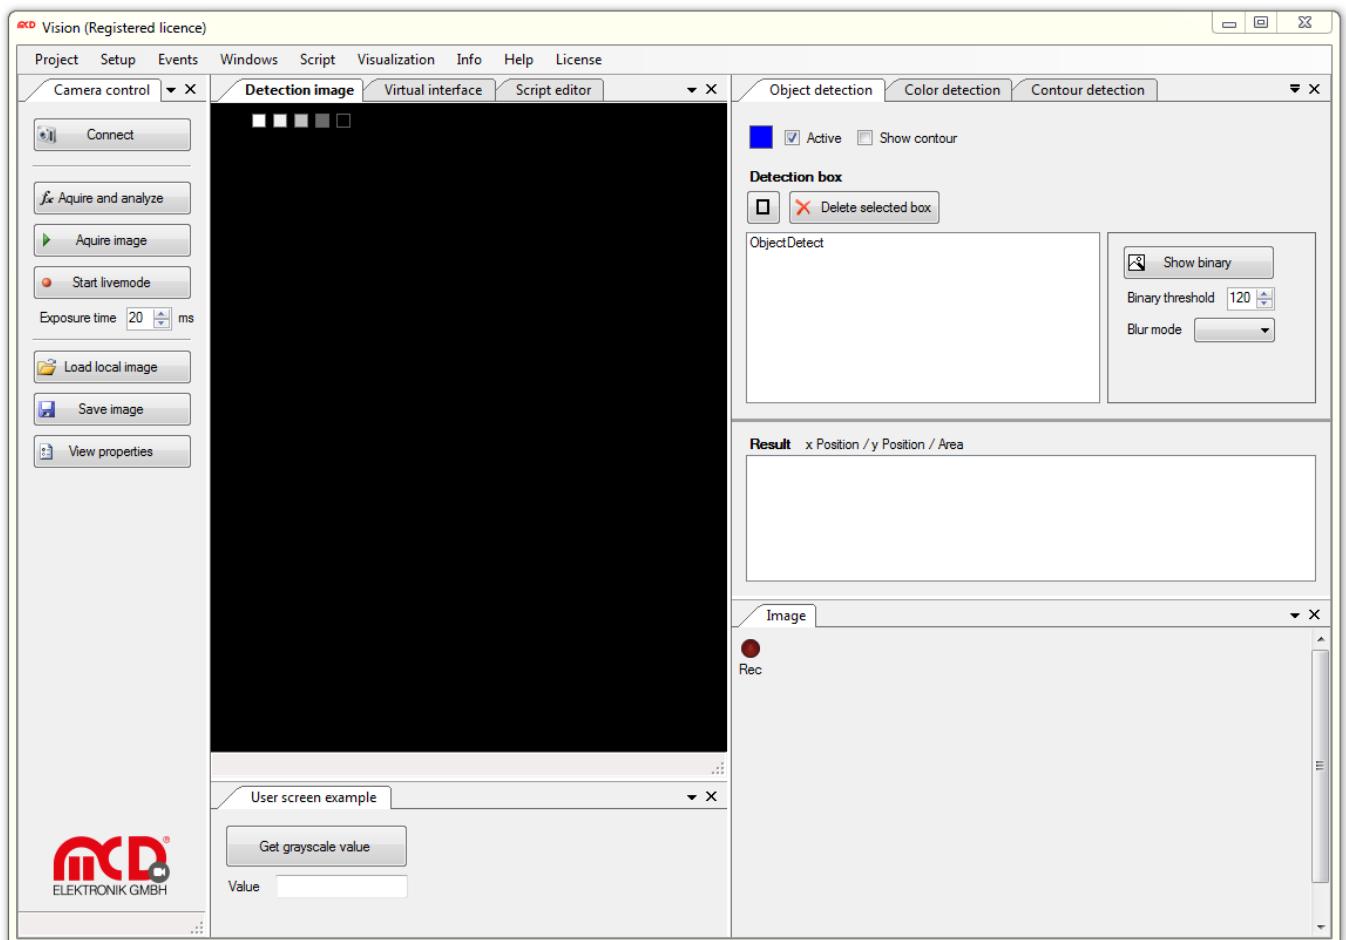 MCD Vision (Registered licence)
Project Setup Events Windows Script Visualization Info Help License
Camera control
Connect
fx Aquire and analyze
Aquire image
Start livemode
Exposure time 20 ms
Load local image
Save image
View properties
MCD
ELEKTRONIK GMBH
Detection image Virtual interface Script editor
User screen example
Get grayscale value
Value
Object detection Color detection Contour detection
Active Show contour
Detection box
Delete selected box
ObjectDetect
Show binary
Binary threshold 120
Blur mode
Result x Position / y Position / Area
Image
Rec